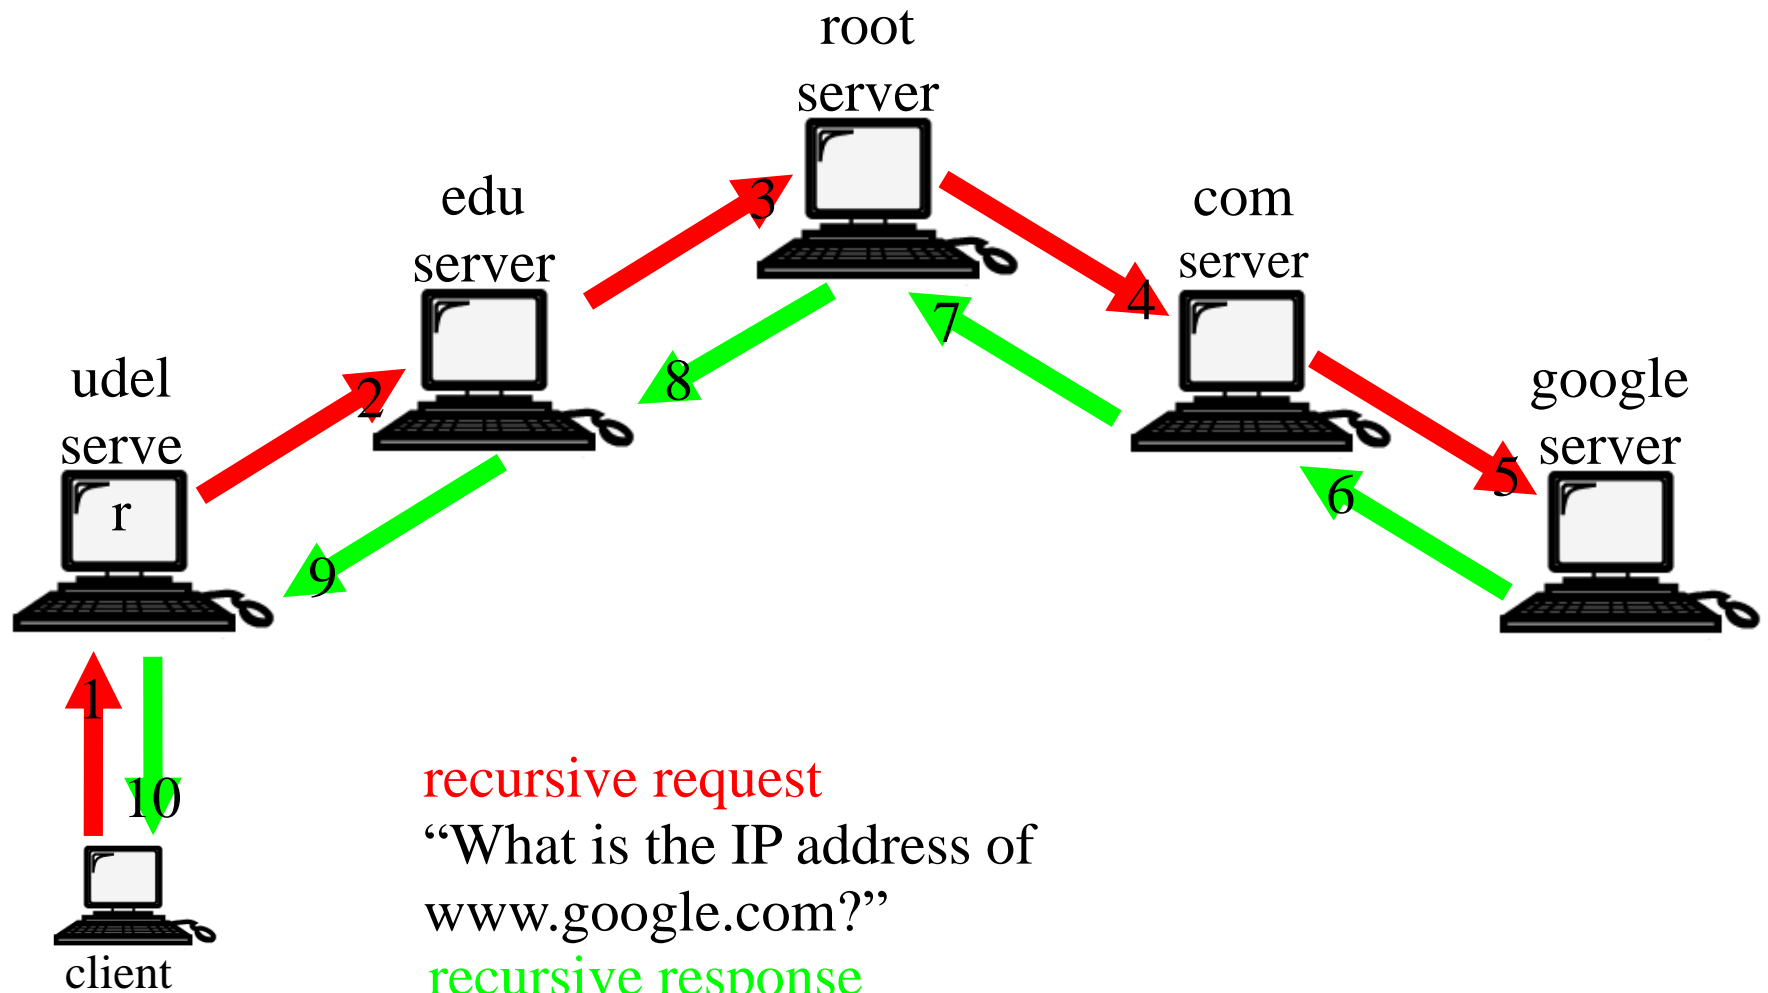 root
server
edu
server
com
server
udel
serve
r
google
server
3
4
2
8
7
5
6
9
1
10
client
recursive request
“What is the IP address of
www.google.com?”
recursive response